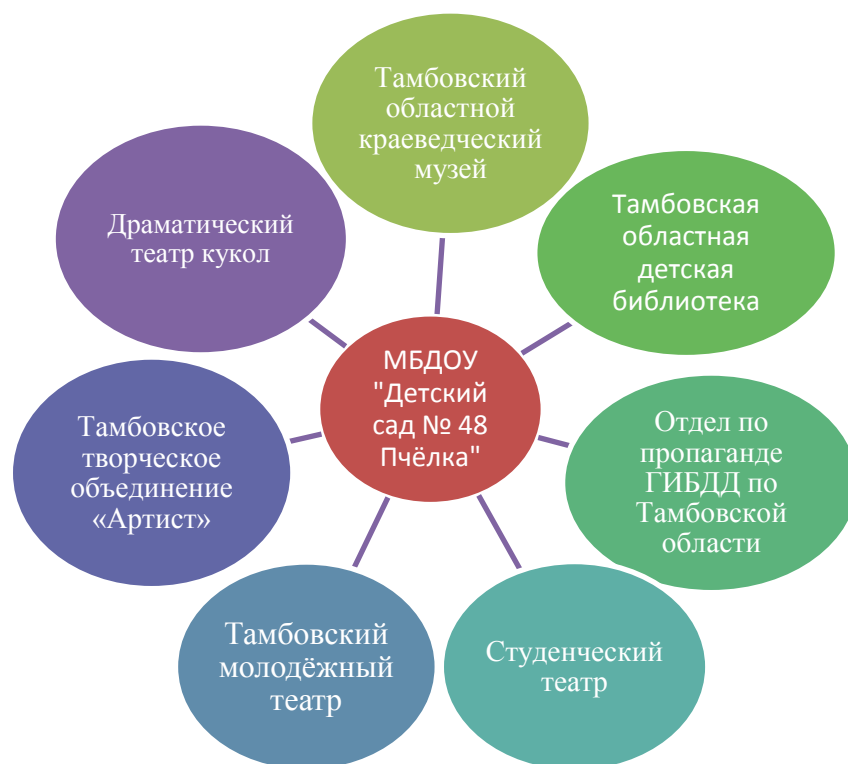 Тамбовский
областной
краеведческий
музей
Тамбовская
областная
детская
библиотека
Отдел по
пропаганде
ГИБДД по
Тамбовской
области
Студенческий
театр
Тамбовский
молодёжный
театр
Тамбовское
творческое
объединение
«Артист»
Драматический
театр кукол
МБДОУ
"Детский
сад № 48
Пчёлка"